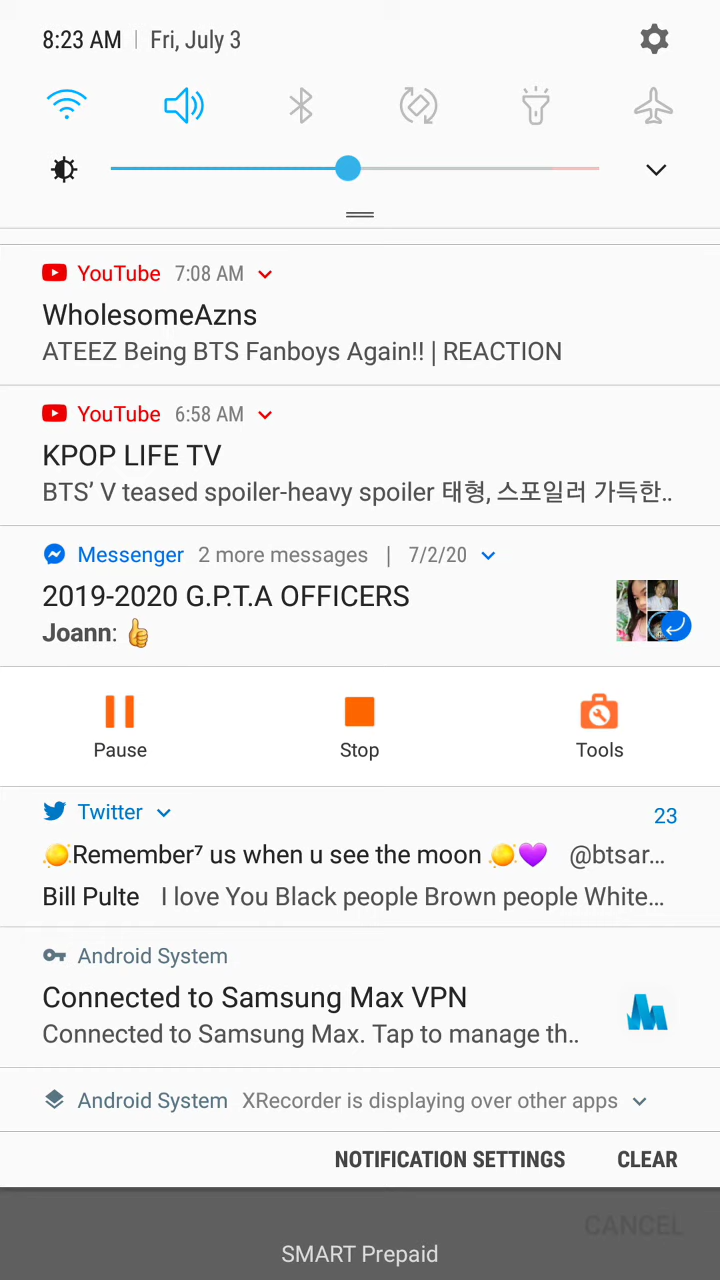 8:23 AM | Fri, July 3
YouTube 7:08 AM
WholesomeAzns
ATEEZ Being BTS Fanboys Again!! | REACTION
YouTube 6:58 AM
KPOP LIFE TV
BTS’ V teased spoiler-heavy spoiler 태형, 스포일러 가득한..
Messenger 2 more messages | 7/2/20
2019-2020 G.P.T.A OFFICERS
Joann: 👍
Pause Stop Tools
Twitter 23
🌕Remember⁷ us when u see the moon 🌕💜 @btsar...
Bill Pulte I love You Black people Brown people White...
Android System
Connected to Samsung Max VPN
Connected to Samsung Max. Tap to manage th..
Android System XRecorder is displaying over other apps
NOTIFICATION SETTINGS CLEAR
CANCEL
SMART Prepaid